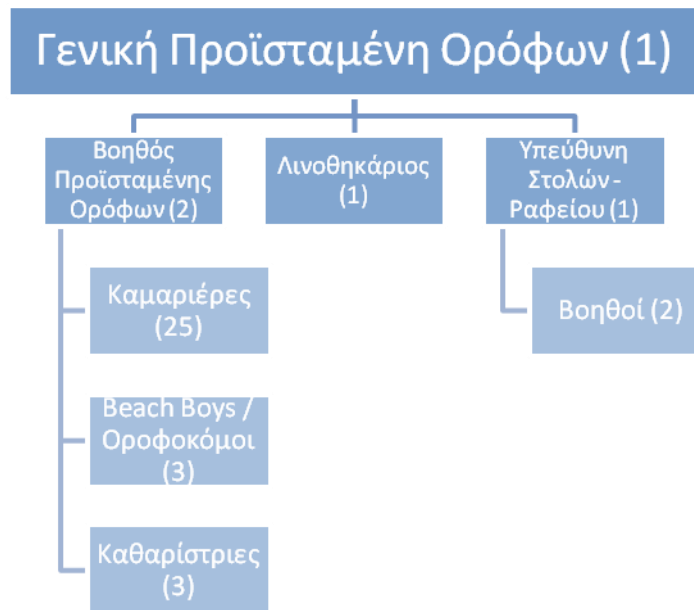 Γενική Προϊσταμένη Ορόφων (1)
Βοηθός
Προϊσταμένης
Ορόφων (2)
Λινοθηκάριος
(1)
Υπεύθυνη
Στολών -
Ραφείου (1)
Καμαριέρες
(25)
Beach Boys /
Οροφοκόμοι
(3)
Καθαρίστριες
(3)
Βοηθοί (2)